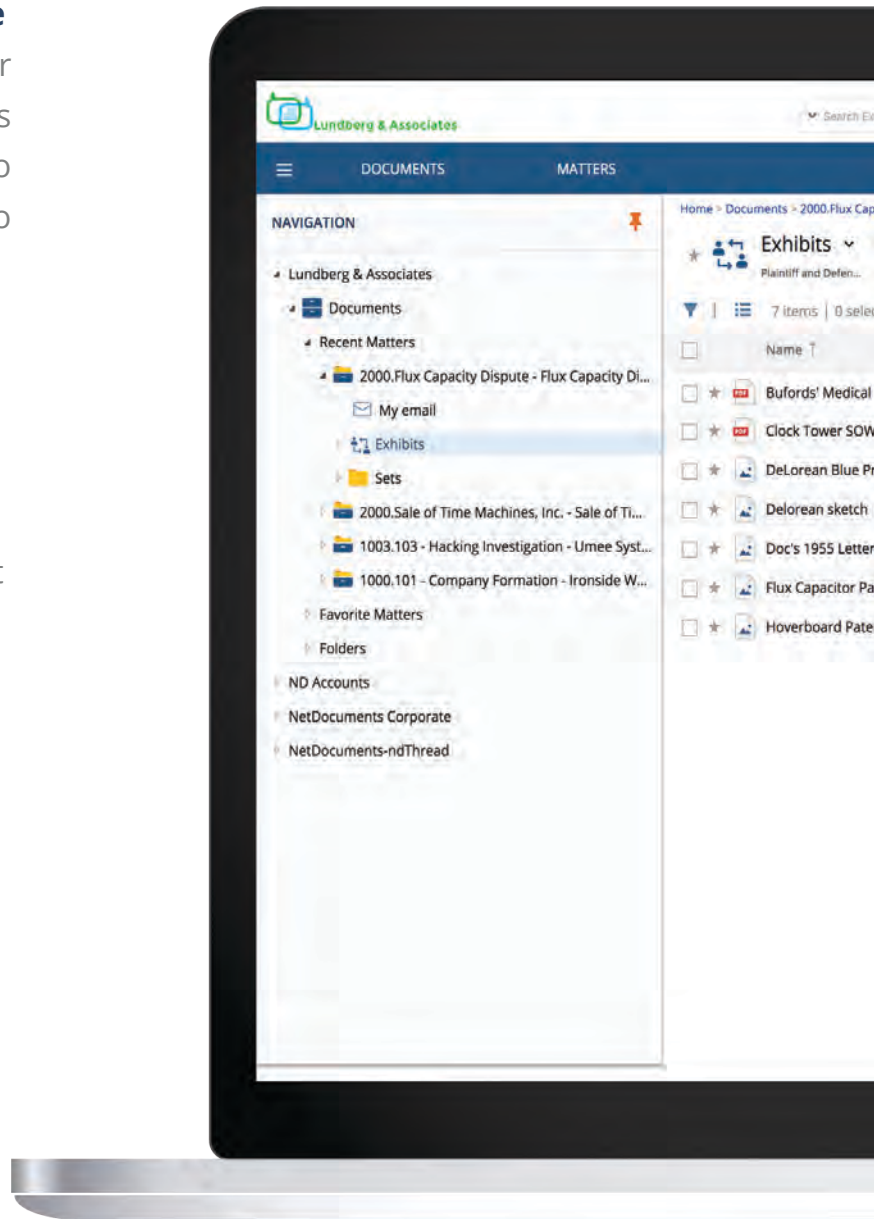 e
r
s
o
o
t
Lundberg & Associates
Search Ex
DOCUMENTS MATTERS
NAVIGATION
Lundberg & Associates
Documents
Recent Matters
2000.Flux Capacity Dispute - Flux Capacity Di...
My email
Exhibits
Sets
2000.Sale of Time Machines, Inc. - Sale of Ti...
1003.103 - Hacking Investigation - Umee Syst...
1000.101 - Company Formation - Ironside W...
Favorite Matters
Folders
ND Accounts
NetDocuments Corporate
NetDocuments-ndThread
Home > Documents > 2000.Flux Cap
Exhibits
Plaintiff and Defen...
7 items | 0 selec
Name
PDF Bufords' Medical
PDF Clock Tower SOW
DeLorean Blue Pr
Delorean sketch
Doc's 1955 Letter
Flux Capacitor Pa
Hoverboard Pate